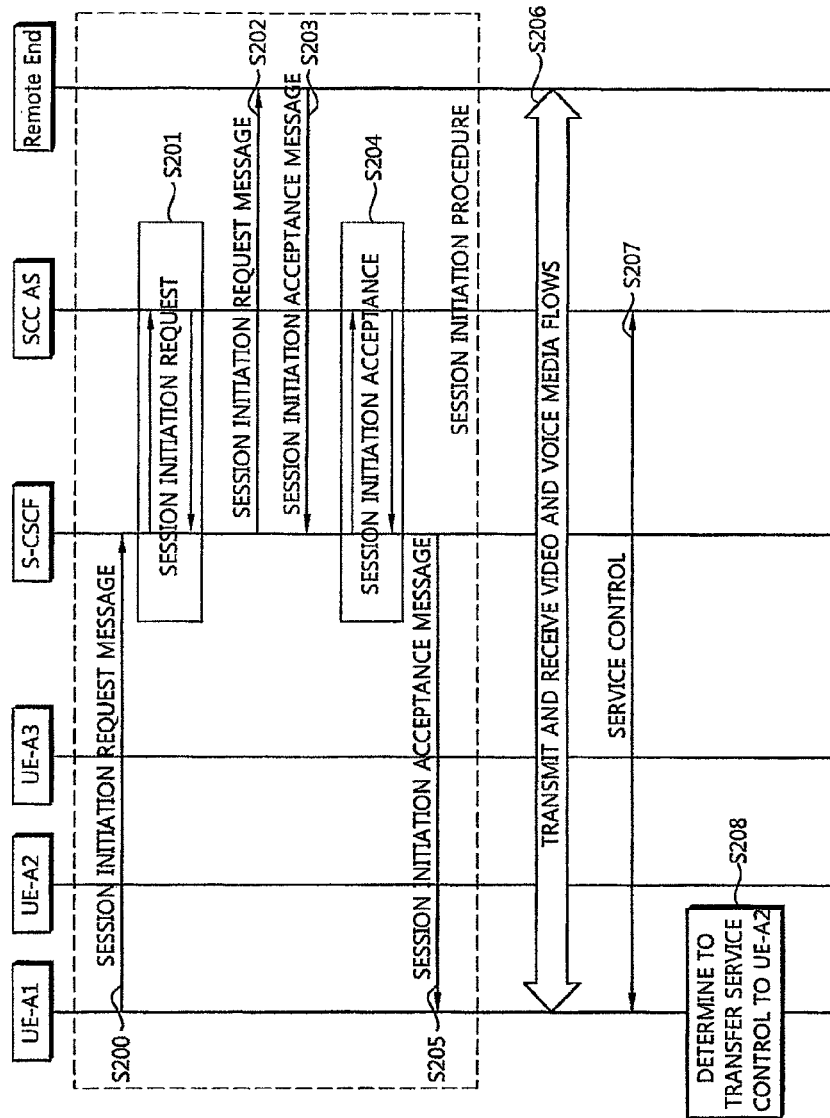 UE-A1
UE-A2
UE-A3
S-CSCF
SCC AS
Remote End
S200
SESSION INITIATION REQUEST MESSAGE
SESSION INITIATION REQUEST
S201
SESSION INITIATION REQUEST MESSAGE
S202
SESSION INITIATION ACCEPTANCE MESSAGE
S203
SESSION INITIATION ACCEPTANCE
S204
S205
SESSION INITIATION ACCEPTANCE MESSAGE
SESSION INITIATION PROCEDURE
TRANSMIT AND RECEIVE VIDEO AND VOICE MEDIA FLOWS
S206
SERVICE CONTROL
S207
DETERMINE TO
TRANSFER SERVICE
CONTROL TO UE-A2
S208